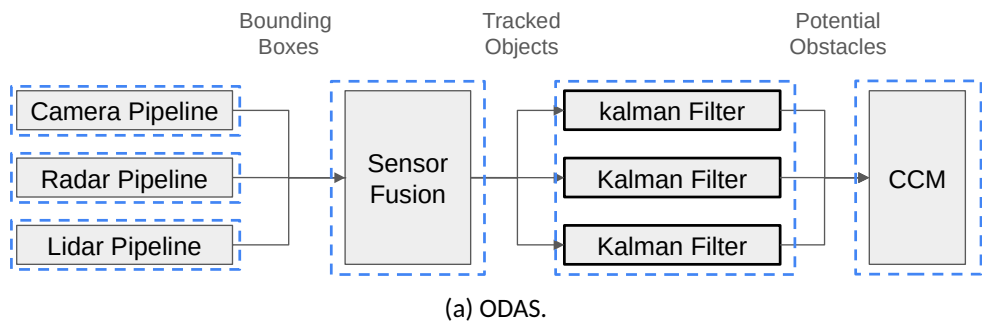 Bounding
Boxes
Tracked
Objects
Potential
Obstacles
Camera Pipeline
Radar Pipeline
Lidar Pipeline
Sensor
Fusion
kalman Filter
Kalman Filter
Kalman Filter
CCM
(a) ODAS.